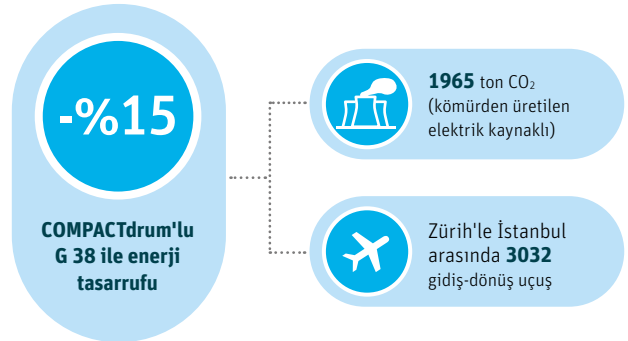 -%15
COMPACTdrum'lu
G 38 ile enerji
tasarrufu
1965 ton CO₂
(kömürden üretilen
elektrik kaynaklı)
Zürih'le İstanbul
arasında 3032
gidiş-dönüş uçuş